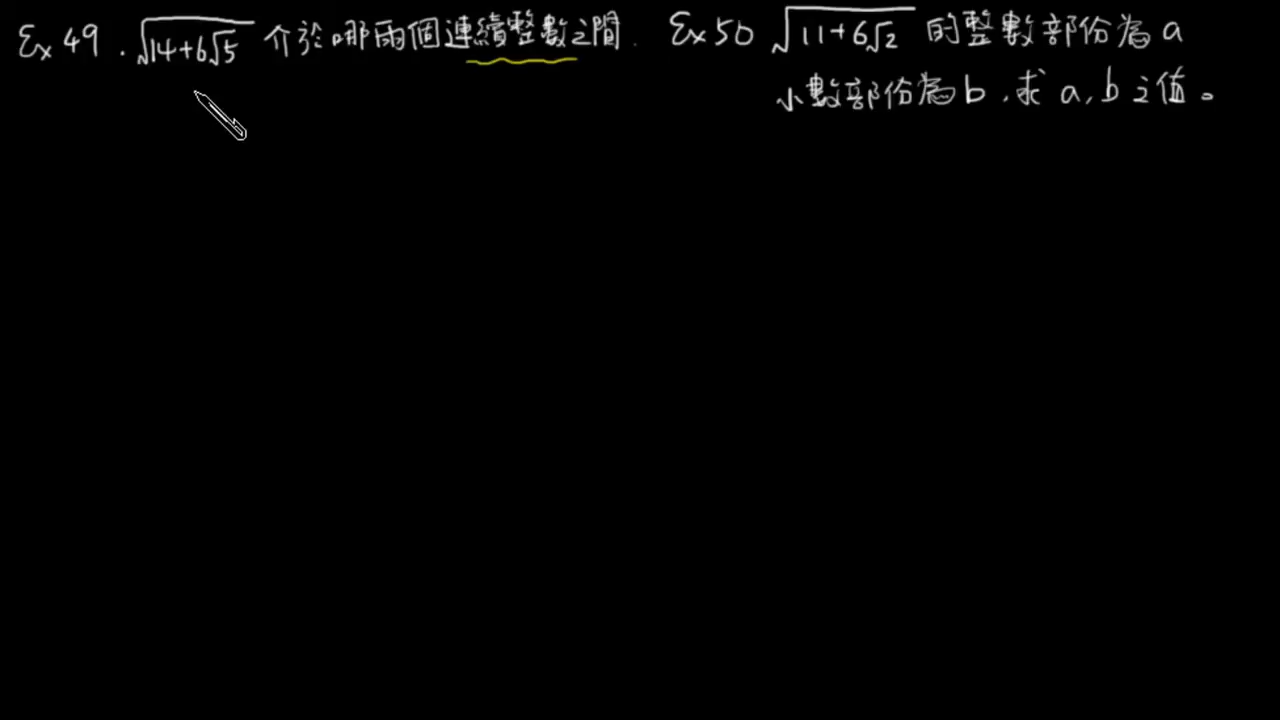 Ex 49. √(14+6√5) 介於哪兩個連續整數之間.
Ex 50 √(11+6√2) 的整數部份為 a
小數部份為 b , 求 a, b 之值。